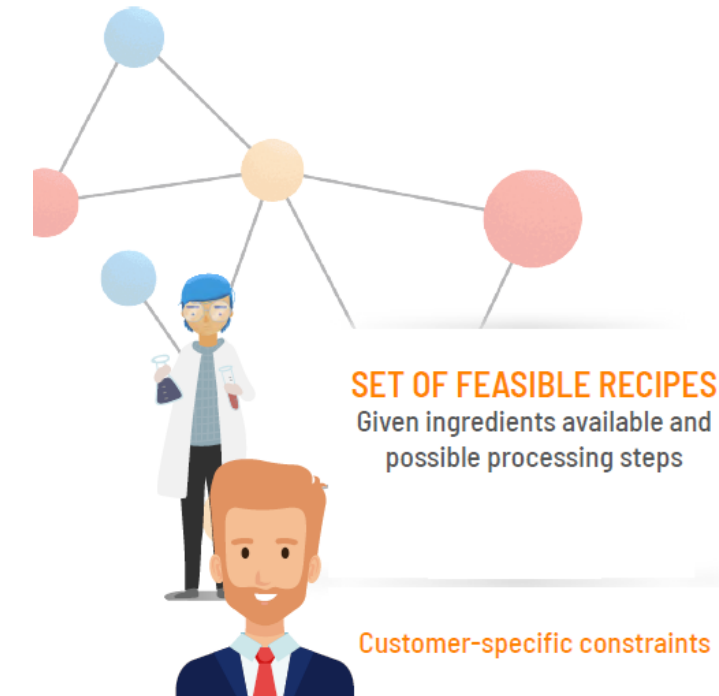 SET OF FEASIBLE RECIPES
Given ingredients available and
possible processing steps
Customer-specific constraints